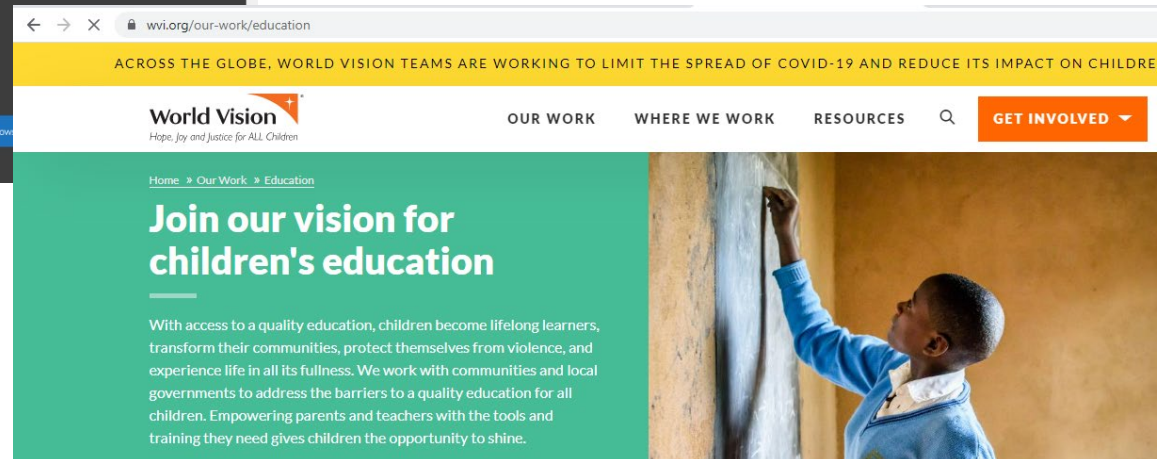 wvi.org/our-work/education
ACROSS THE GLOBE, WORLD VISION TEAMS ARE WORKING TO LIMIT THE SPREAD OF COVID-19 AND REDUCE ITS IMPACT ON
World Vision
Hope, Joy and Justice for ALL Children
OUR WORK WHERE WE WORK RESOURCES GET INVOLVED
Home » Our Work » Education
Join our vision for
children's education
With access to a quality education, children become lifelong learners,
transform their communities, protect themselves from violence, and
experience life in all its fullness. We work with communities and local
governments to address the barriers to a quality education for all
children. Empowering parents and teachers with the tools and
training they need gives children the opportunity to shine.